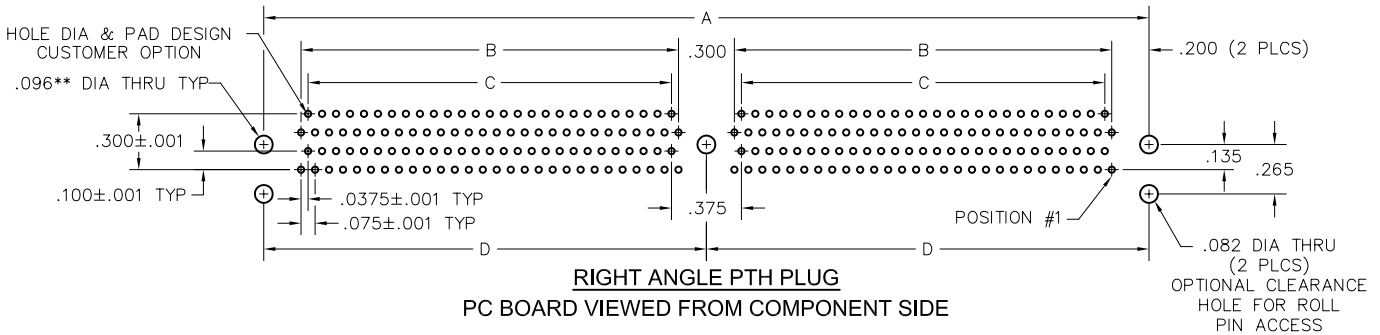 A
HOLE DIA & PAD DESIGN
CUSTOMER OPTION
B
.300
B
.200 (2 PLCS)
.096** DIA THRU TYP
C
C
.300±.001
.135
.265
.100±.001 TYP
.0375±.001 TYP
.075±.001 TYP
.375
POSITION #1
D
D
.082 DIA THRU
(2 PLCS)
OPTIONAL CLEARANCE
HOLE FOR ROLL
PIN ACCESS
RIGHT ANGLE PTH PLUG
PC BOARD VIEWED FROM COMPONENT SIDE